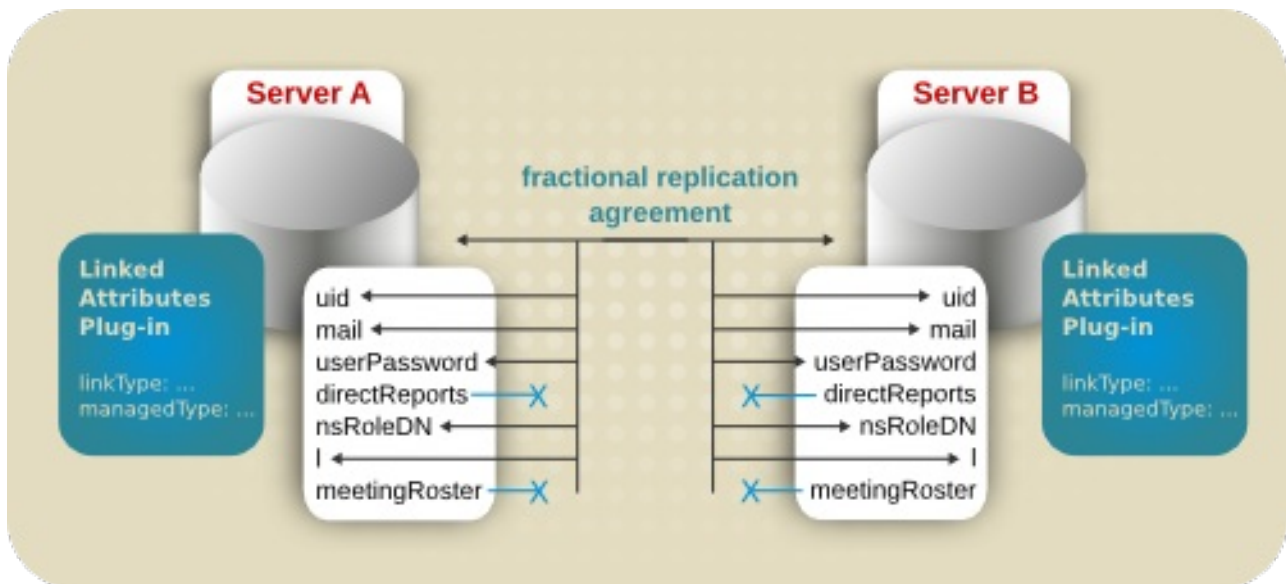 Server A
Server B
fractional replication
agreement
Linked
Attributes
Plug-in
linkType: ...
managedType: ...
uid
mail
userPassword
directReports
nsRoleDN
l
meetingRoster
uid
mail
userPassword
directReports
nsRoleDN
l
meetingRoster
Linked
Attributes
Plug-in
linkType: ...
managedType: ...